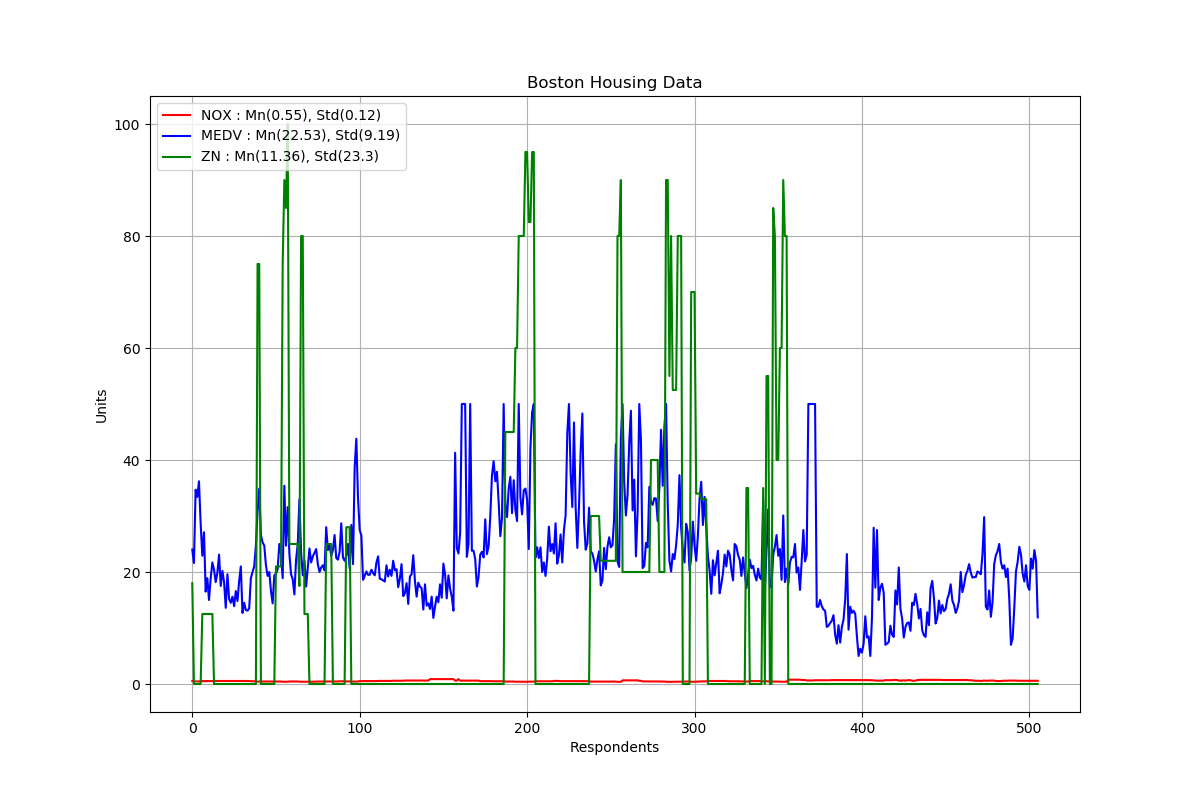 Boston Housing Data
NOX : Mn(0.55), Std(0.12)
MEDV : Mn(22.53), Std(9.19)
ZN : Mn(11.36), Std(23.3)
100
80
60
40
20
0
Units
0 100 200 300 400 500
Respondents